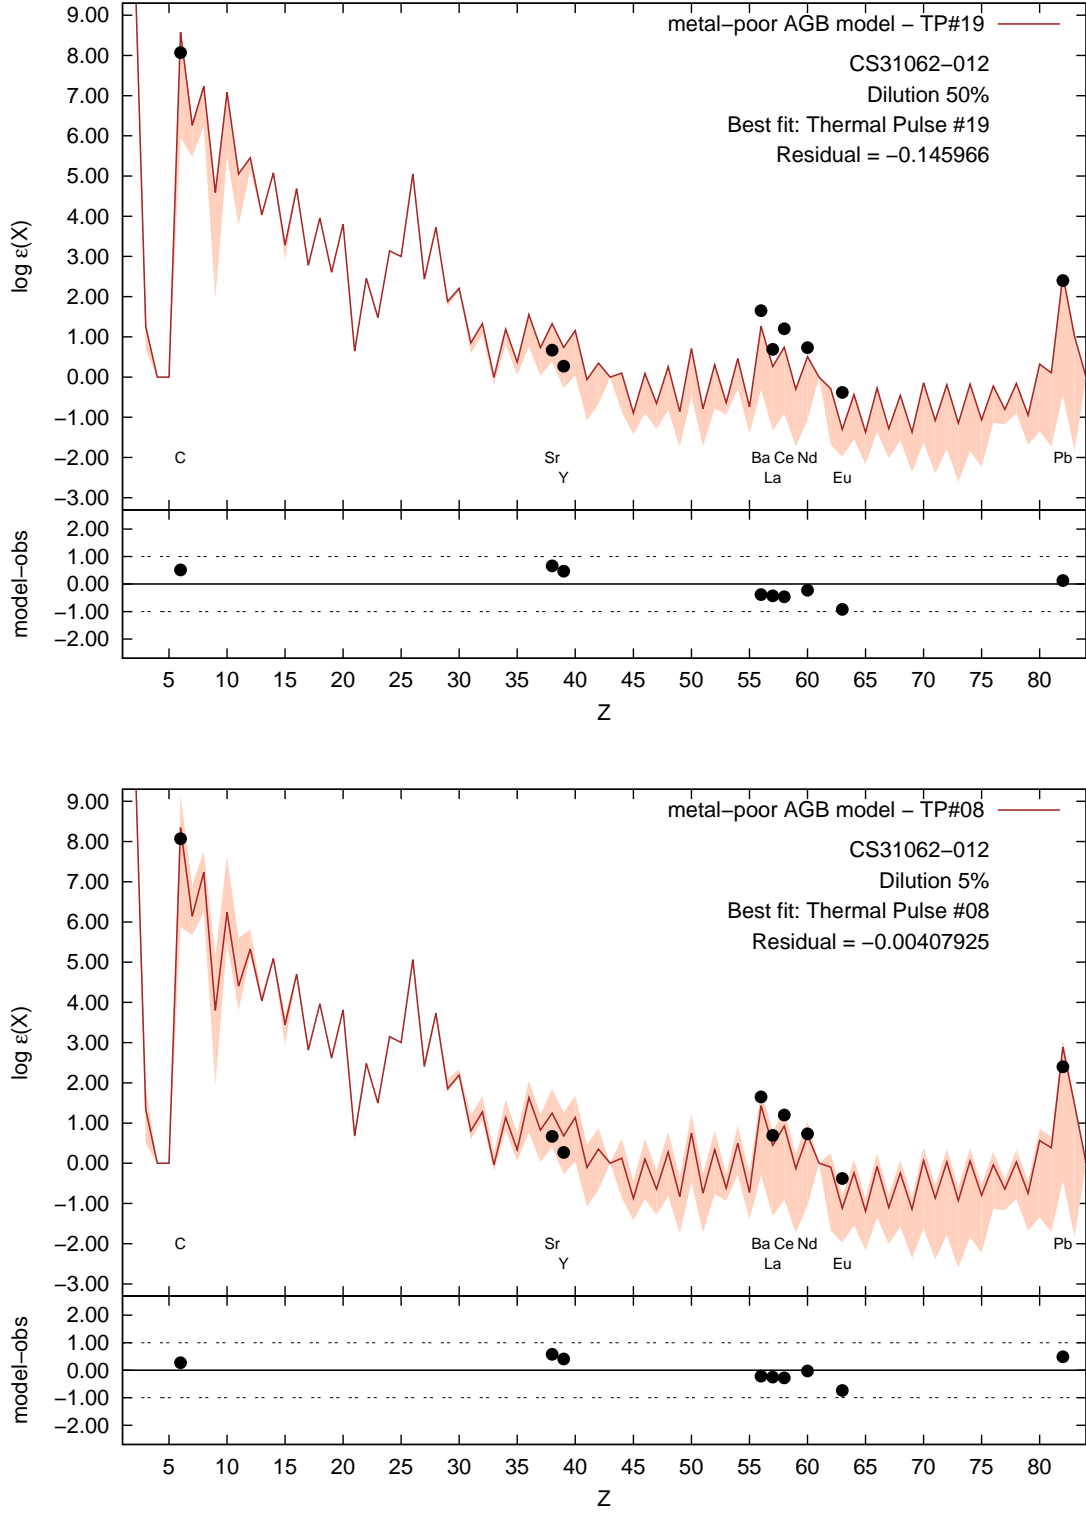 metal−poor AGB model − TP#19
CS31062−012
Dilution 50%
Best fit: Thermal Pulse #19
Residual = −0.145966
9.00
8.00
7.00
6.00
5.00
4.00
3.00
2.00
1.00
0.00
−1.00
−2.00
−3.00
log ε(X)
C
Sr
Y
Ba Ce Nd
La
Eu
Pb
2.00
1.00
0.00
−1.00
−2.00
model−obs
5 10 15 20 25 30 35 40 45 50 55 60 65 70 75 80
Z
metal−poor AGB model − TP#08
CS31062−012
Dilution 5%
Best fit: Thermal Pulse #08
Residual = −0.00407925
9.00
8.00
7.00
6.00
5.00
4.00
3.00
2.00
1.00
0.00
−1.00
−2.00
−3.00
log ε(X)
C
Sr
Y
Ba Ce Nd
La
Eu
Pb
2.00
1.00
0.00
−1.00
−2.00
model−obs
5 10 15 20 25 30 35 40 45 50 55 60 65 70 75 80
Z